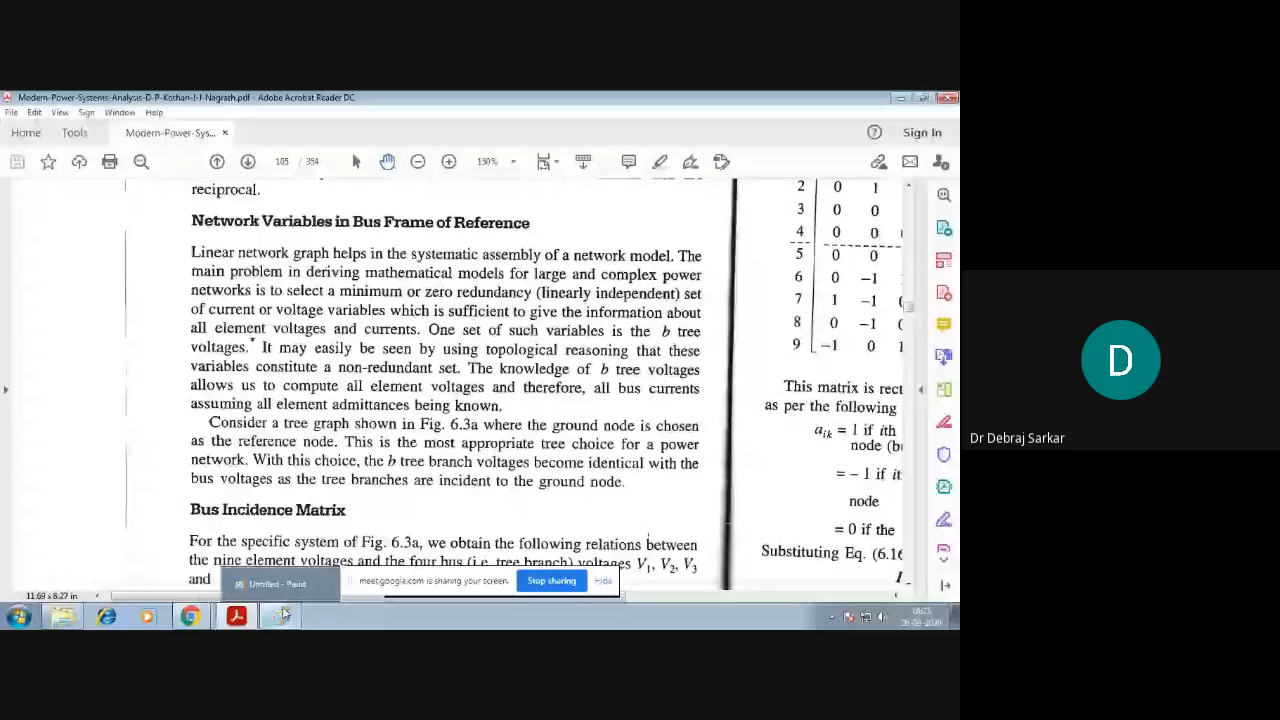 Modern-Power-Systems-Analysis-D-P-Kothari-I-J-Nagrath.pdf - Adobe Acrobat Reader DC
File Edit View Sign Window Help
Home Tools Modern-Power-Sys... × Sign In
105 / 354 150%
reciprocal.
Network Variables in Bus Frame of Reference
Linear network graph helps in the systematic assembly of a network model. The
main problem in deriving mathematical models for large and complex power
networks is to select a minimum or zero redundancy (linearly independent) set
of current or voltage variables which is sufficient to give the information about
all element voltages and currents. One set of such variables is the b tree
voltages.* It may easily be seen by using topological reasoning that these
variables constitute a non-redundant set. The knowledge of b tree voltages
allows us to compute all element voltages and therefore, all bus currents
assuming all element admittances being known.
Consider a tree graph shown in Fig. 6.3a where the ground node is chosen
as the reference node. This is the most appropriate tree choice for a power
network. With this choice, the b tree branch voltages become identical with the
bus voltages as the tree branches are incident to the ground node.
Bus Incidence Matrix
For the specific system of Fig. 6.3a, we obtain the following relations between
the nine element voltages and the four bus (i.e. tree branch) voltages V1, V2, V3
and
2 0 1
3 0 0
4 0 0
5 0 0
6 0 -1
7 1 -1
8 0 -1
9 -1 0
This matrix is rect
as per the following
aik = 1 if ith
node (b
= - 1 if it
node
= 0 if the
Substituting Eq. (6.16
Untitled - Paint
meet.google.com is sharing your screen. Stop sharing Hide
11.69 x 8.27 in
D
Dr Debraj Sarkar